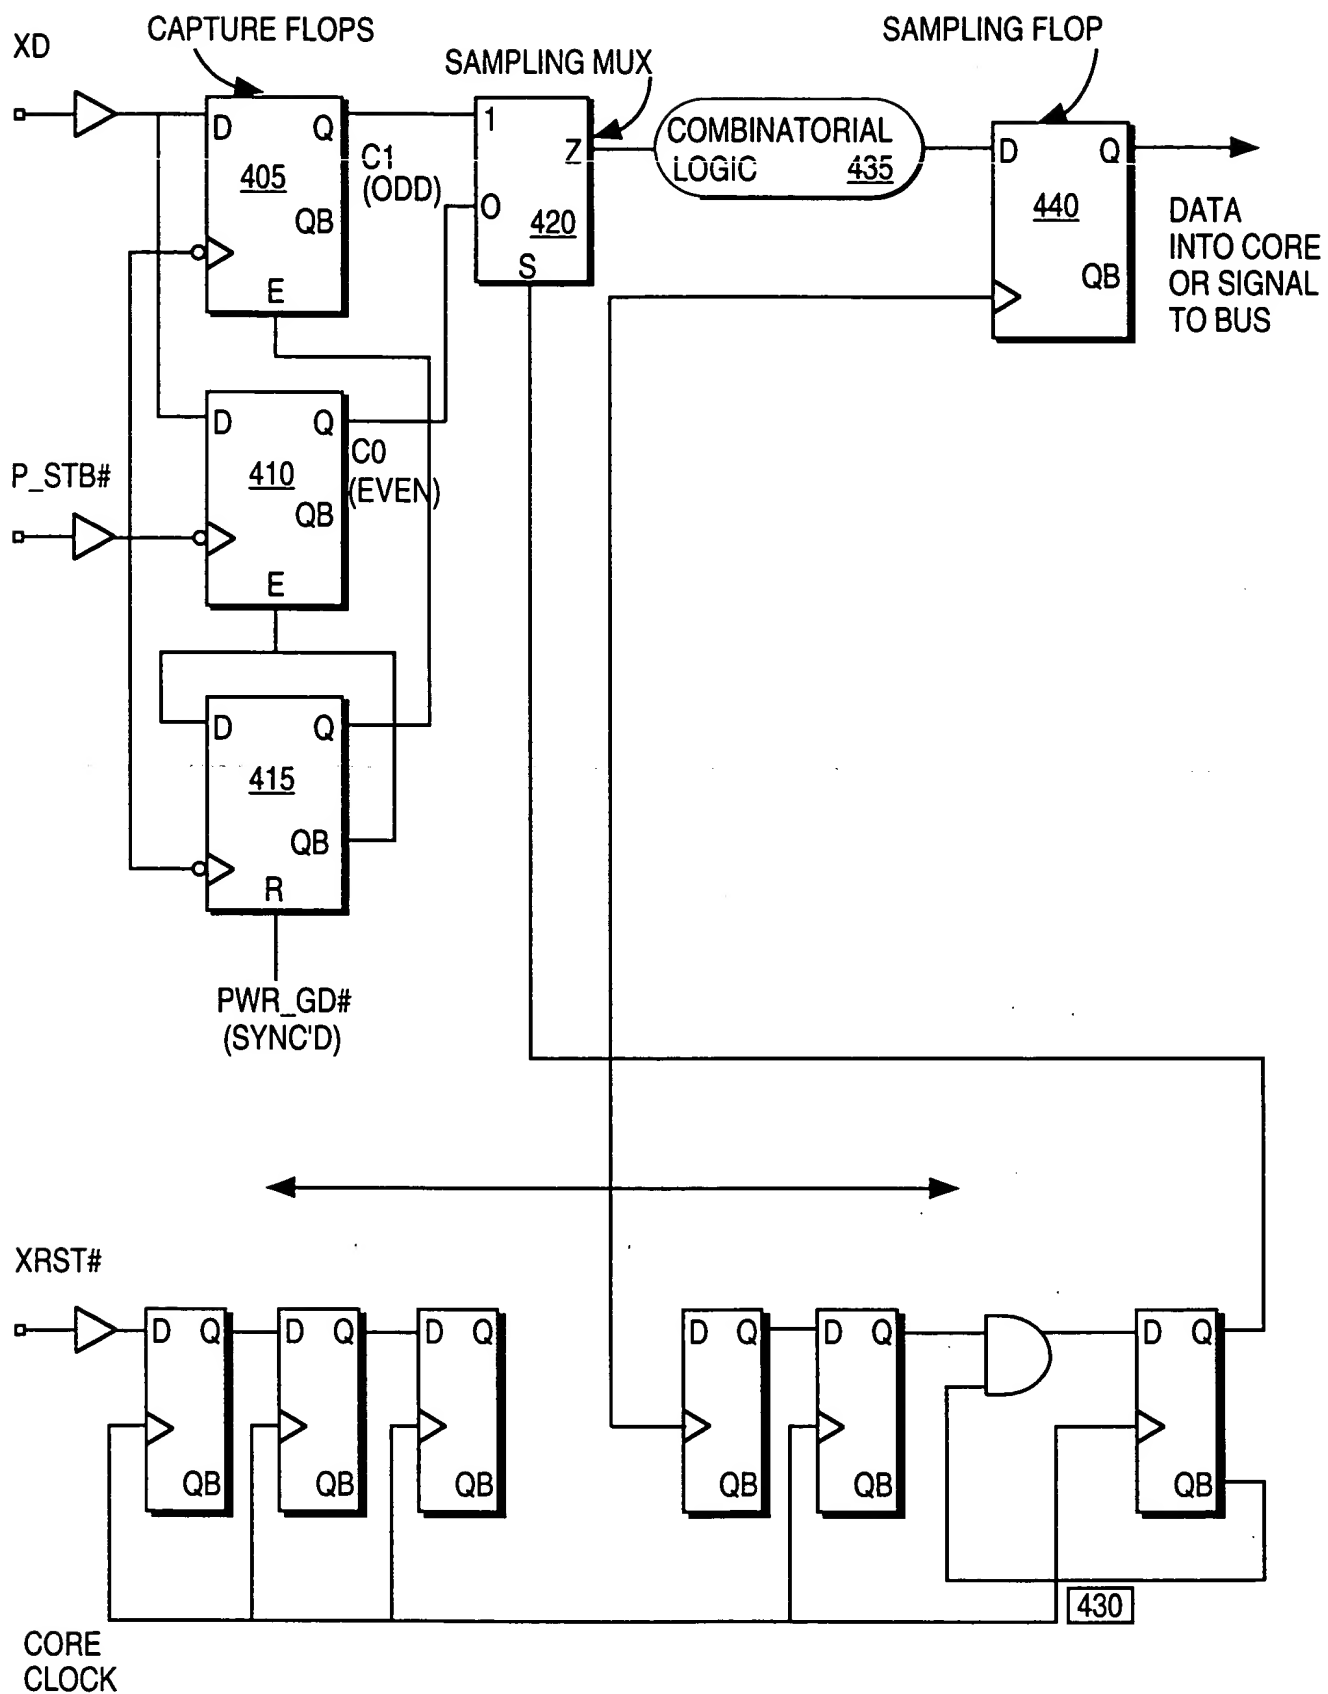 XD
CAPTURE FLOPS
SAMPLING MUX
SAMPLING FLOP
D Q
405
QB
E
C1
(ODD)
1
Z
0
420
S
COMBINATORIAL
LOGIC 435
D Q
440
QB
DATA
INTO CORE
OR SIGNAL
TO BUS
P_STB#
D Q
410
QB
E
C0
(EVEN)
D Q
415
QB
R
PWR_GD#
(SYNC'D)
XRST#
D Q
QB
D Q
QB
D Q
QB
D Q
QB
D Q
QB
D Q
QB
430
CORE
CLOCK